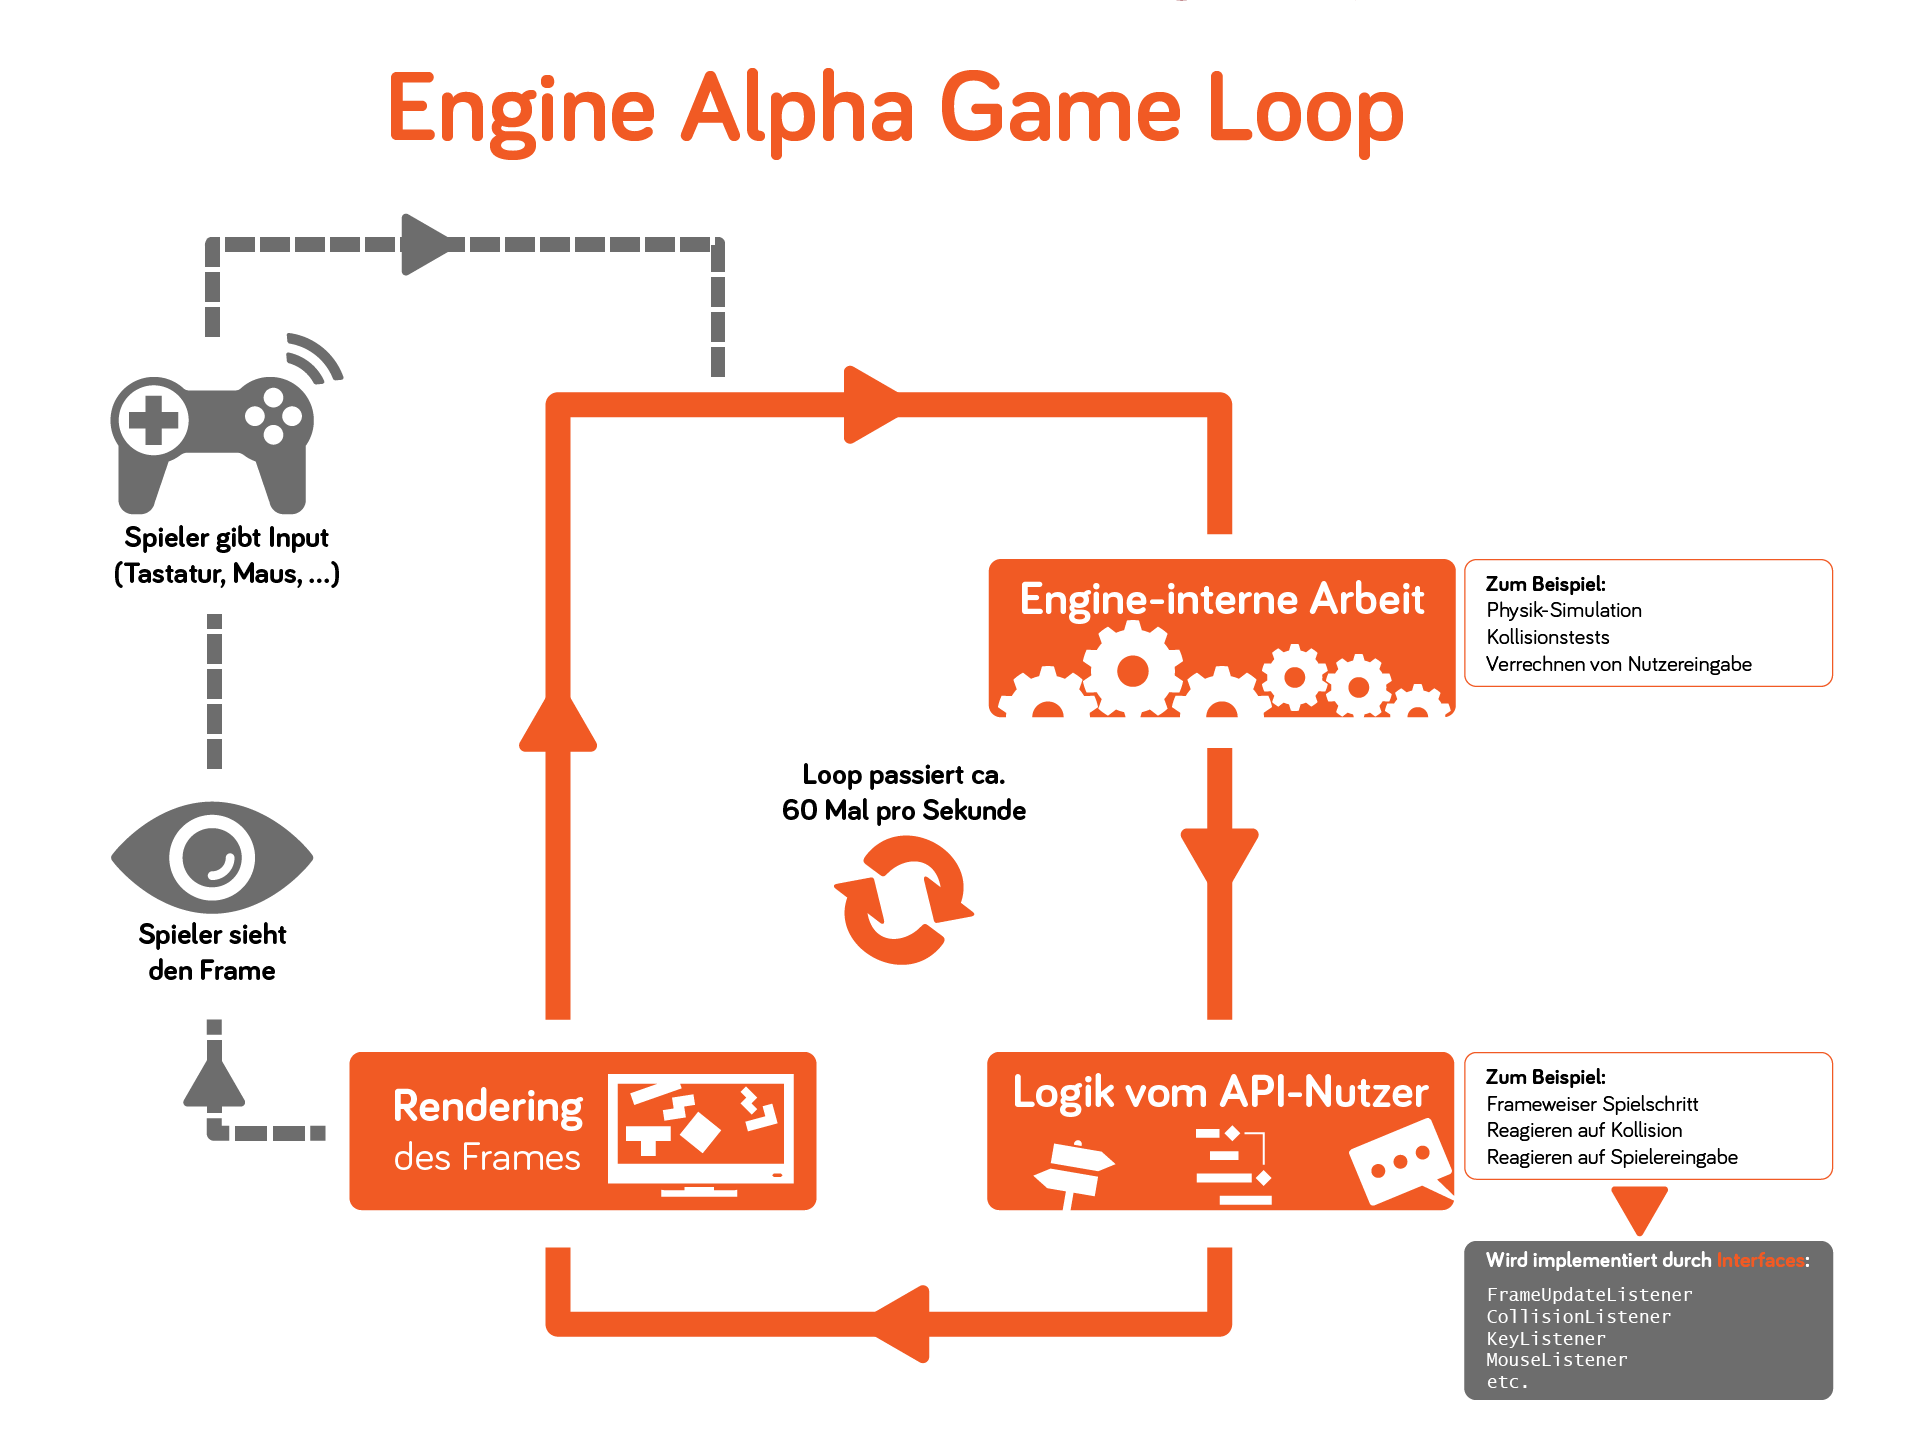 Engine Alpha Game Loop
Spieler gibt Input
(Tastatur, Maus, ...)
Engine-interne Arbeit
Zum Beispiel:
Physik-Simulation
Kollisionstests
Verrechnen von Nutzereingabe
Loop passiert ca.
60 Mal pro Sekunde
Spieler sieht
den Frame
Rendering
des Frames
Logik vom API-Nutzer
Zum Beispiel:
Frameweiser Spielschritt
Reagieren auf Kollision
Reagieren auf Spielereingabe
Wird implementiert durch Interfaces:
FrameUpdateListener
CollisionListener
KeyListener
MouseListener
etc.